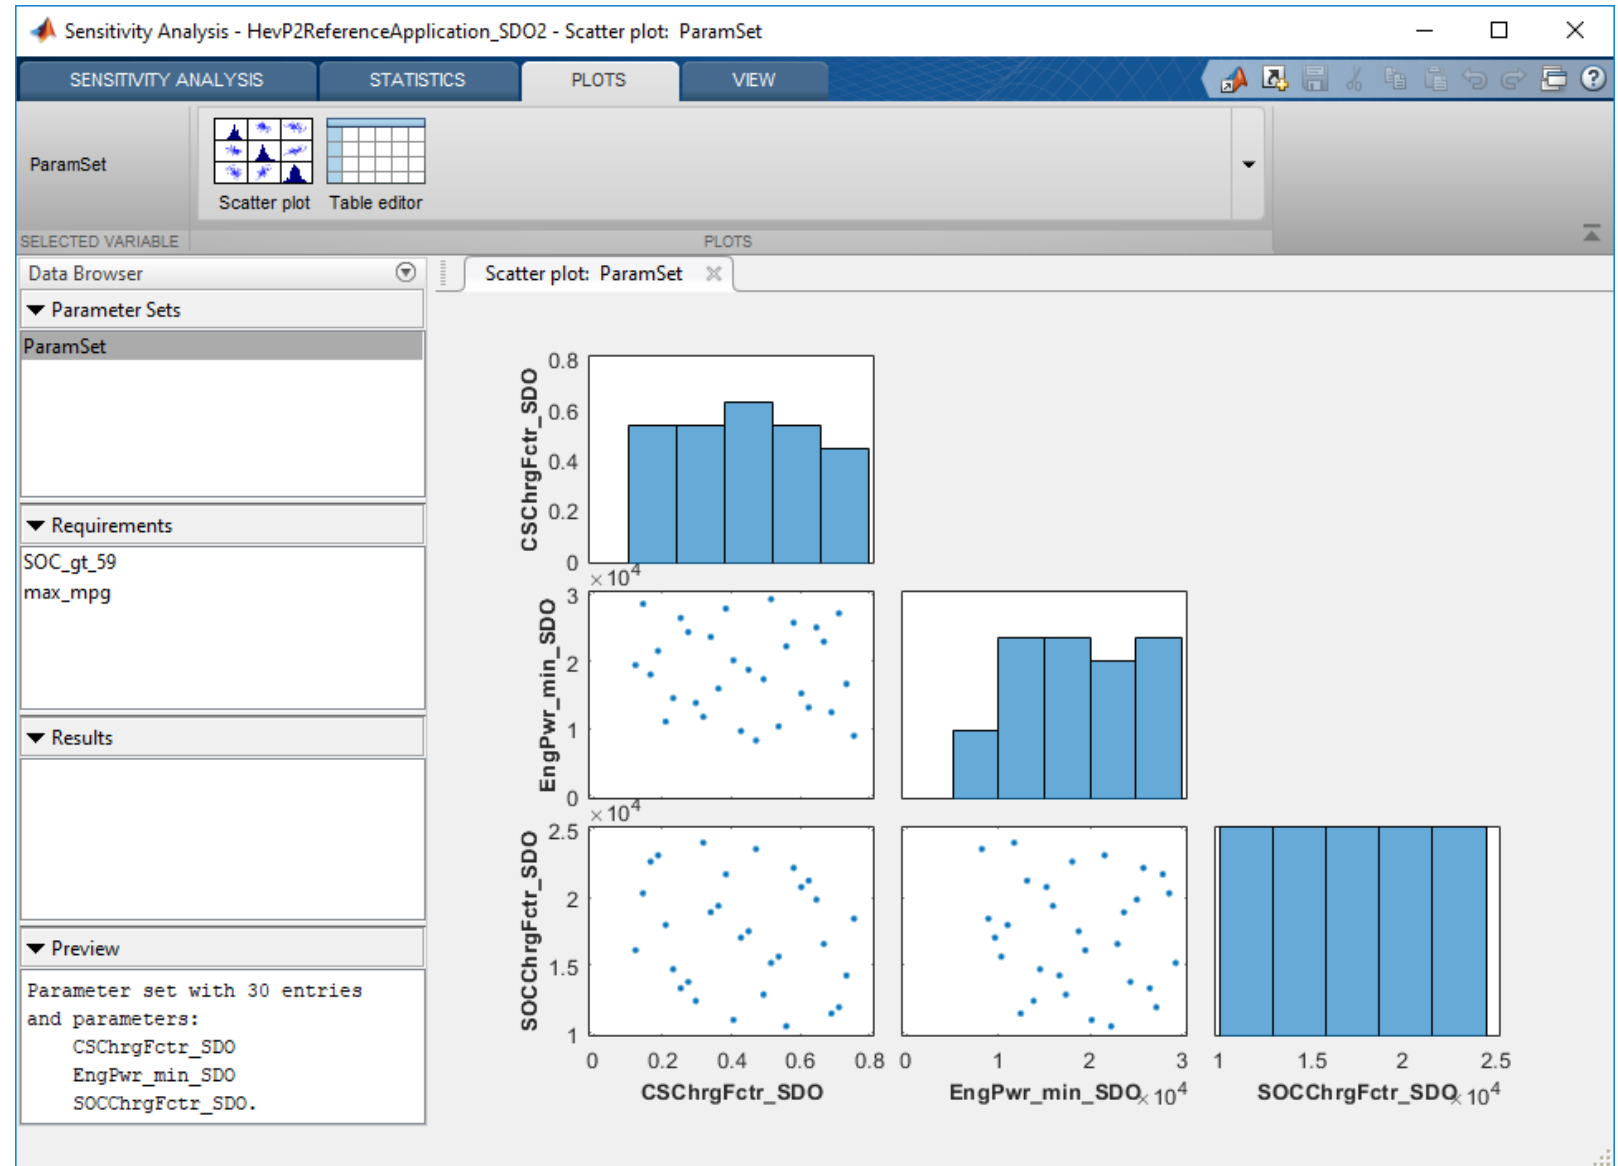 Sensitivity Analysis - HevP2ReferenceApplication_SDO2 - Scatter plot: ParamSet
SENSITIVITY ANALYSIS STATISTICS PLOTS VIEW
ParamSet
Scatter plot Table editor
SELECTED VARIABLE PLOTS
Data Browser
Scatter plot: ParamSet
Parameter Sets
ParamSet
Requirements
SOC_gt_59
max_mpg
Results
Preview
Parameter set with 30 entries
and parameters:
CSChrgFctr_SDO
EngPwr_min_SDO
SOCChrgFctr_SDO.
CSChrgFctr_SDO
0.8
0.6
0.4
0.2
0
×10^4
EngPwr_min_SDO
3
2
1
0
×10^4
SOCChrgFctr_SDO
2.5
2
1.5
1
0 0.2 0.4 0.6 0.8 0 1 2 3 1 1.5 2 2.5
CSChrgFctr_SDO EngPwr_min_SDO ×10^4 SOCChrgFctr_SDO ×10^4